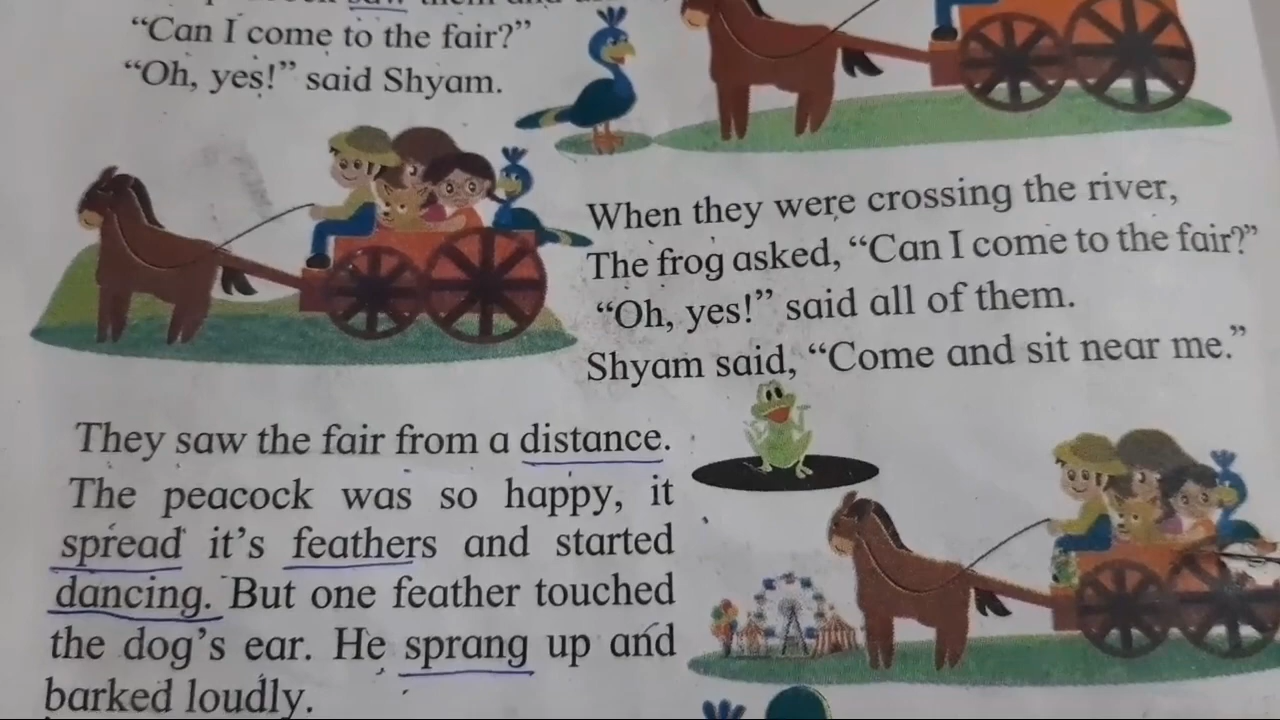 saw them and
“Can I come to the fair?”
“Oh, yes!” said Shyam.
When they were crossing the river,
The frog asked, “Can I come to the fair?”
“Oh, yes!” said all of them.
Shyam said, “Come and sit near me.”
They saw the fair from a distance.
The peacock was so happy, it
spread it’s feathers and started
dancing. But one feather touched
the dog’s ear. He sprang up and
barked loudly.